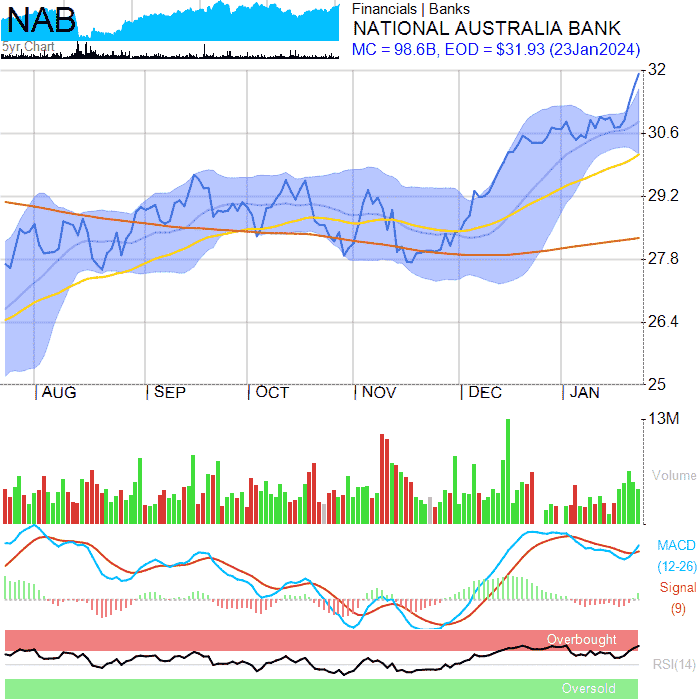 NAB
5yr Chart
Financials | Banks
NATIONAL AUSTRALIA BANK
MC = 98.6B, EOD = $31.93 (23Jan2024)
32
30.6
29.2
27.8
26.4
25
AUG SEP OCT NOV DEC JAN
13M
Volume
MACD
(12-26)
Signal
(9)
Overbought
RSI(14)
Oversold